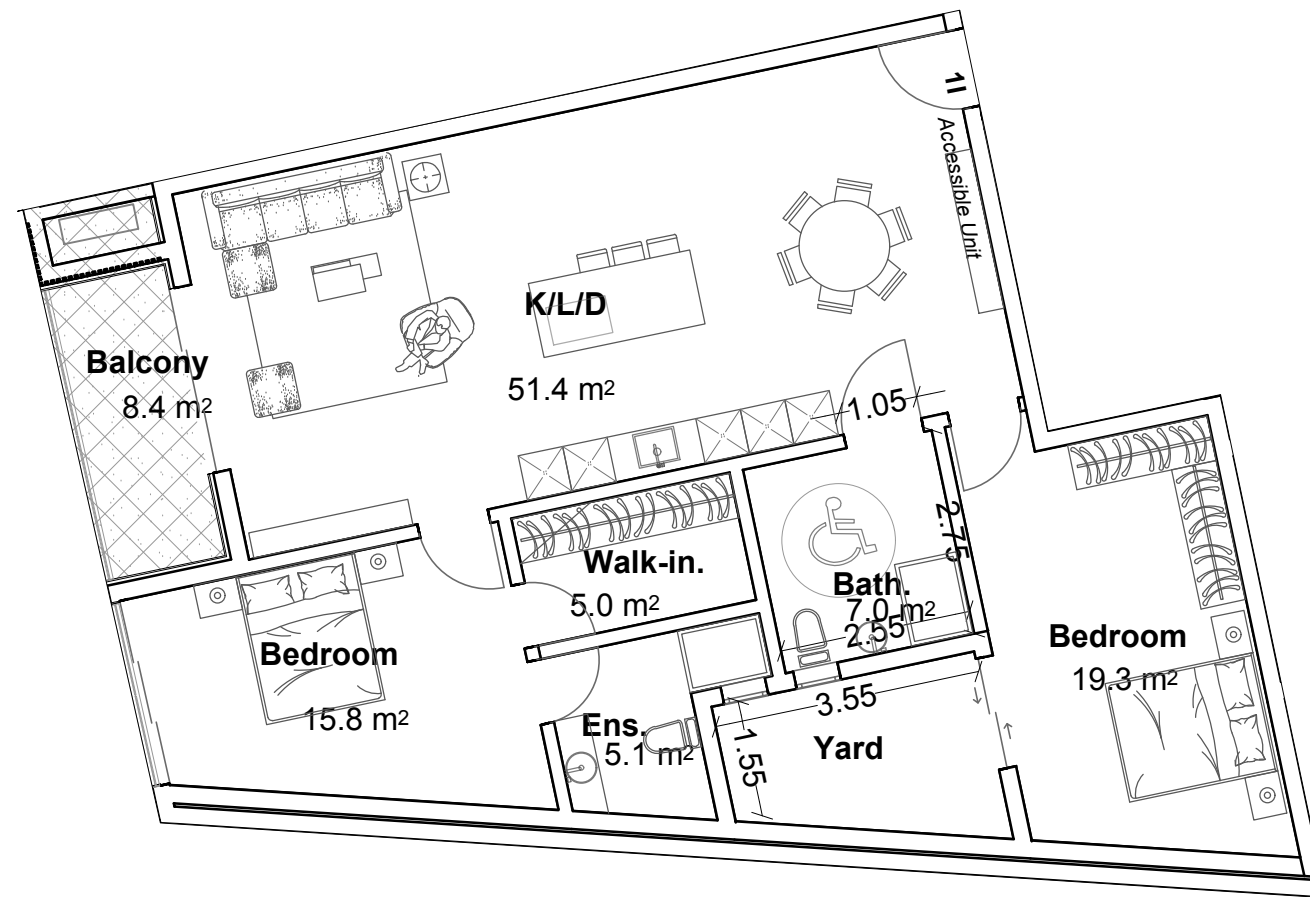 1I
Accessible Unit
K/L/D
51.4 m²
Balcony
8.4 m²
1.05
2.75
Walk-in.
5.0 m²
Bath.
7.0 m²
2.55
Bedroom
19.3 m²
Bedroom
15.8 m²
Ens.
5.1 m²
3.55
1.55
Yard